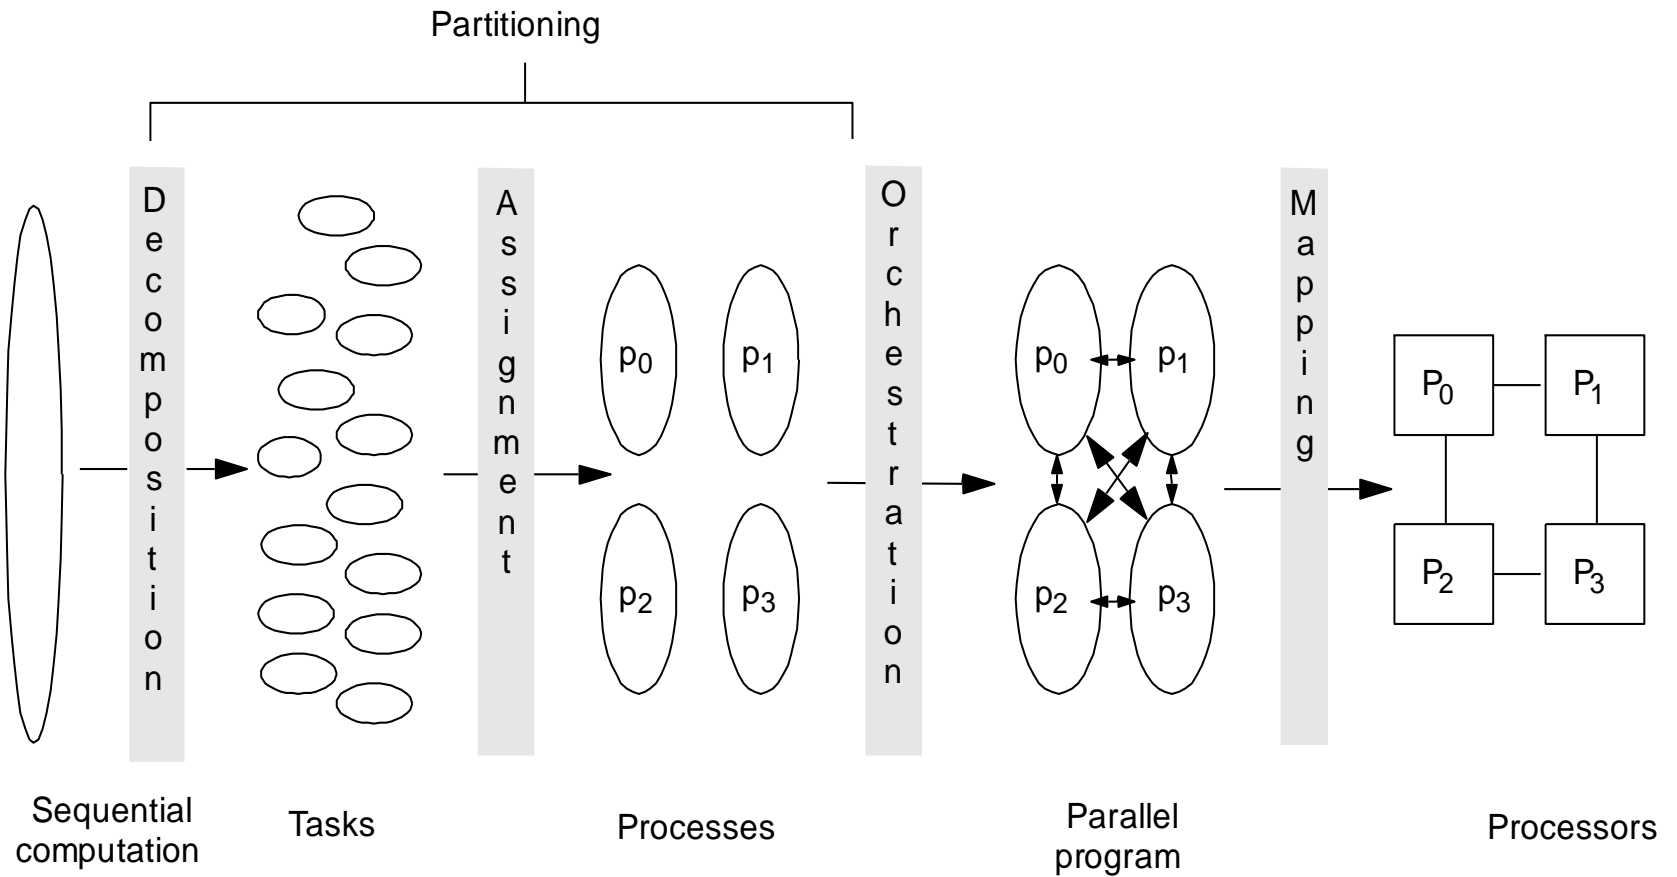 Partitioning
Decomposition
Assignment
Orchestration
Mapping
p0
p1
p2
p3
p0
p1
p2
p3
P0
P1
P2
P3
Sequential
computation
Tasks
Processes
Parallel
program
Processors